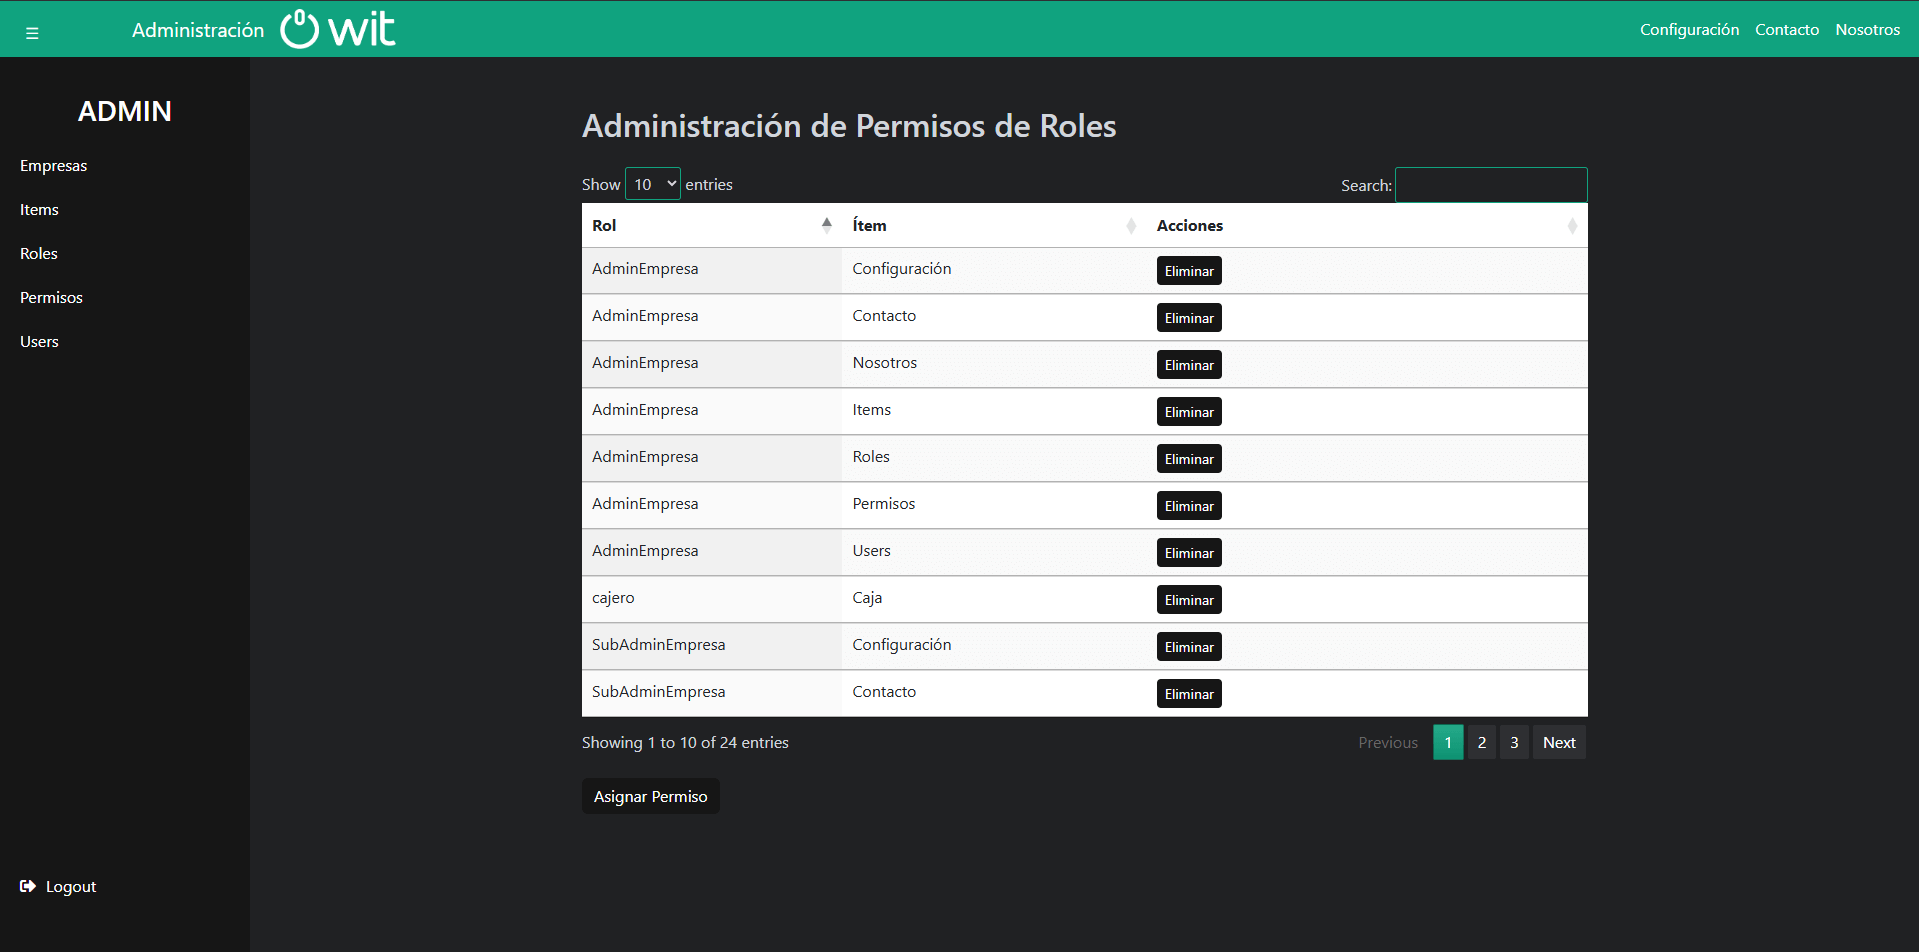 ☰ Administración wit Configuración Contacto Nosotros
ADMIN
Empresas
Items
Roles
Permisos
Users
Logout
Administración de Permisos de Roles
Show 10 entries Search:
Rol Ítem Acciones
AdminEmpresa Configuración Eliminar
AdminEmpresa Contacto Eliminar
AdminEmpresa Nosotros Eliminar
AdminEmpresa Items Eliminar
AdminEmpresa Roles Eliminar
AdminEmpresa Permisos Eliminar
AdminEmpresa Users Eliminar
cajero Caja Eliminar
SubAdminEmpresa Configuración Eliminar
SubAdminEmpresa Contacto Eliminar
Showing 1 to 10 of 24 entries Previous 1 2 3 Next
Asignar Permiso